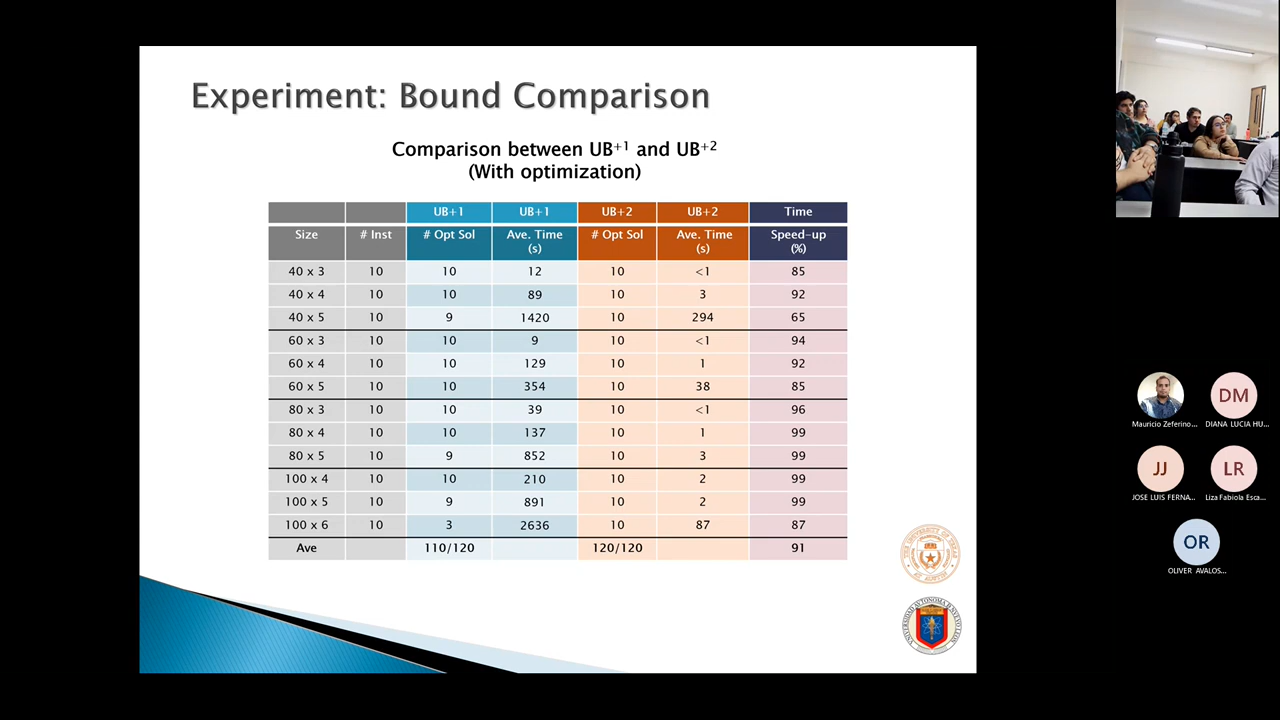 Experiment: Bound Comparison
Comparison between UB+1 and UB+2
(With optimization)
UB+1 UB+1 UB+2 UB+2 Time
Size # Inst # Opt Sol Ave. Time (s) # Opt Sol Ave. Time (s) Speed-up (%)
40 x 3 10 10 12 10 <1 85
40 x 4 10 10 89 10 3 92
40 x 5 10 9 1420 10 294 65
60 x 3 10 10 9 10 <1 94
60 x 4 10 10 129 10 1 92
60 x 5 10 10 354 10 38 85
80 x 3 10 10 39 10 <1 96
80 x 4 10 10 137 10 1 99
80 x 5 10 9 852 10 3 99
100 x 4 10 10 210 10 2 99
100 x 5 10 9 891 10 2 99
100 x 6 10 3 2636 10 87 87
Ave 110/120 120/120 91
Mauricio Zeferino...
DM
DIANA LUCIA HU...
JJ
JOSE LUIS FERNA...
LR
Liza Fabiola Esca...
OR
OLIVER AVALOS...